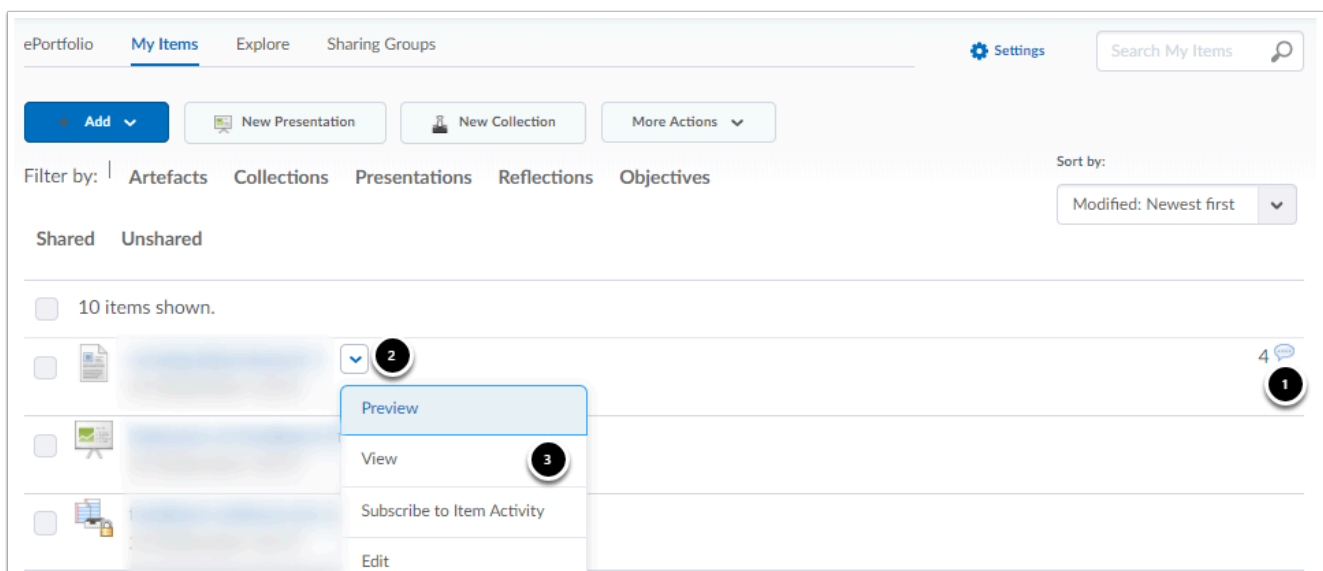 ePortfolio My Items Explore Sharing Groups Settings Search My Items
Add New Presentation New Collection More Actions
Sort by:
Filter by: Artefacts Collections Presentations Reflections Objectives
Modified: Newest first
Shared Unshared
10 items shown.
2
4
1
Preview
View 3
Subscribe to Item Activity
Edit